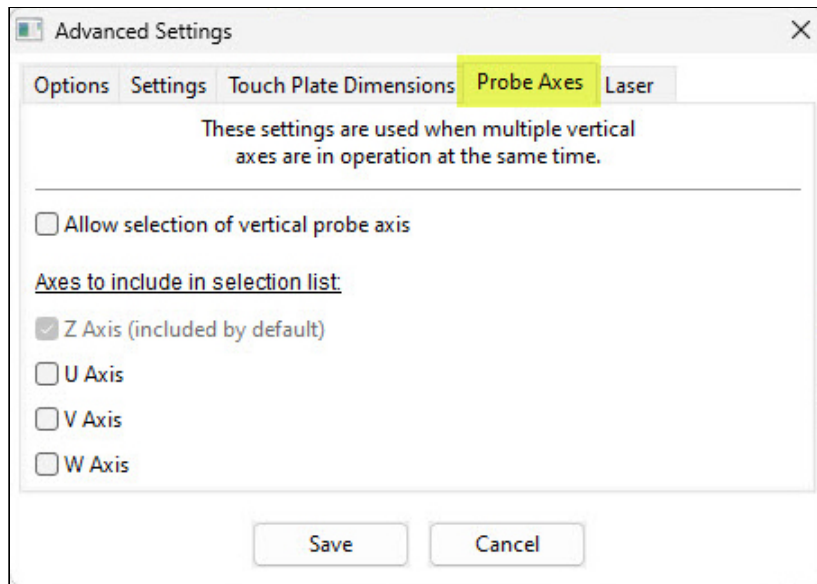 Advanced Settings
Options Settings Touch Plate Dimensions Probe Axes Laser
These settings are used when multiple vertical
axes are in operation at the same time.
Allow selection of vertical probe axis
Axes to include in selection list:
Z Axis (included by default)
U Axis
V Axis
W Axis
Save Cancel